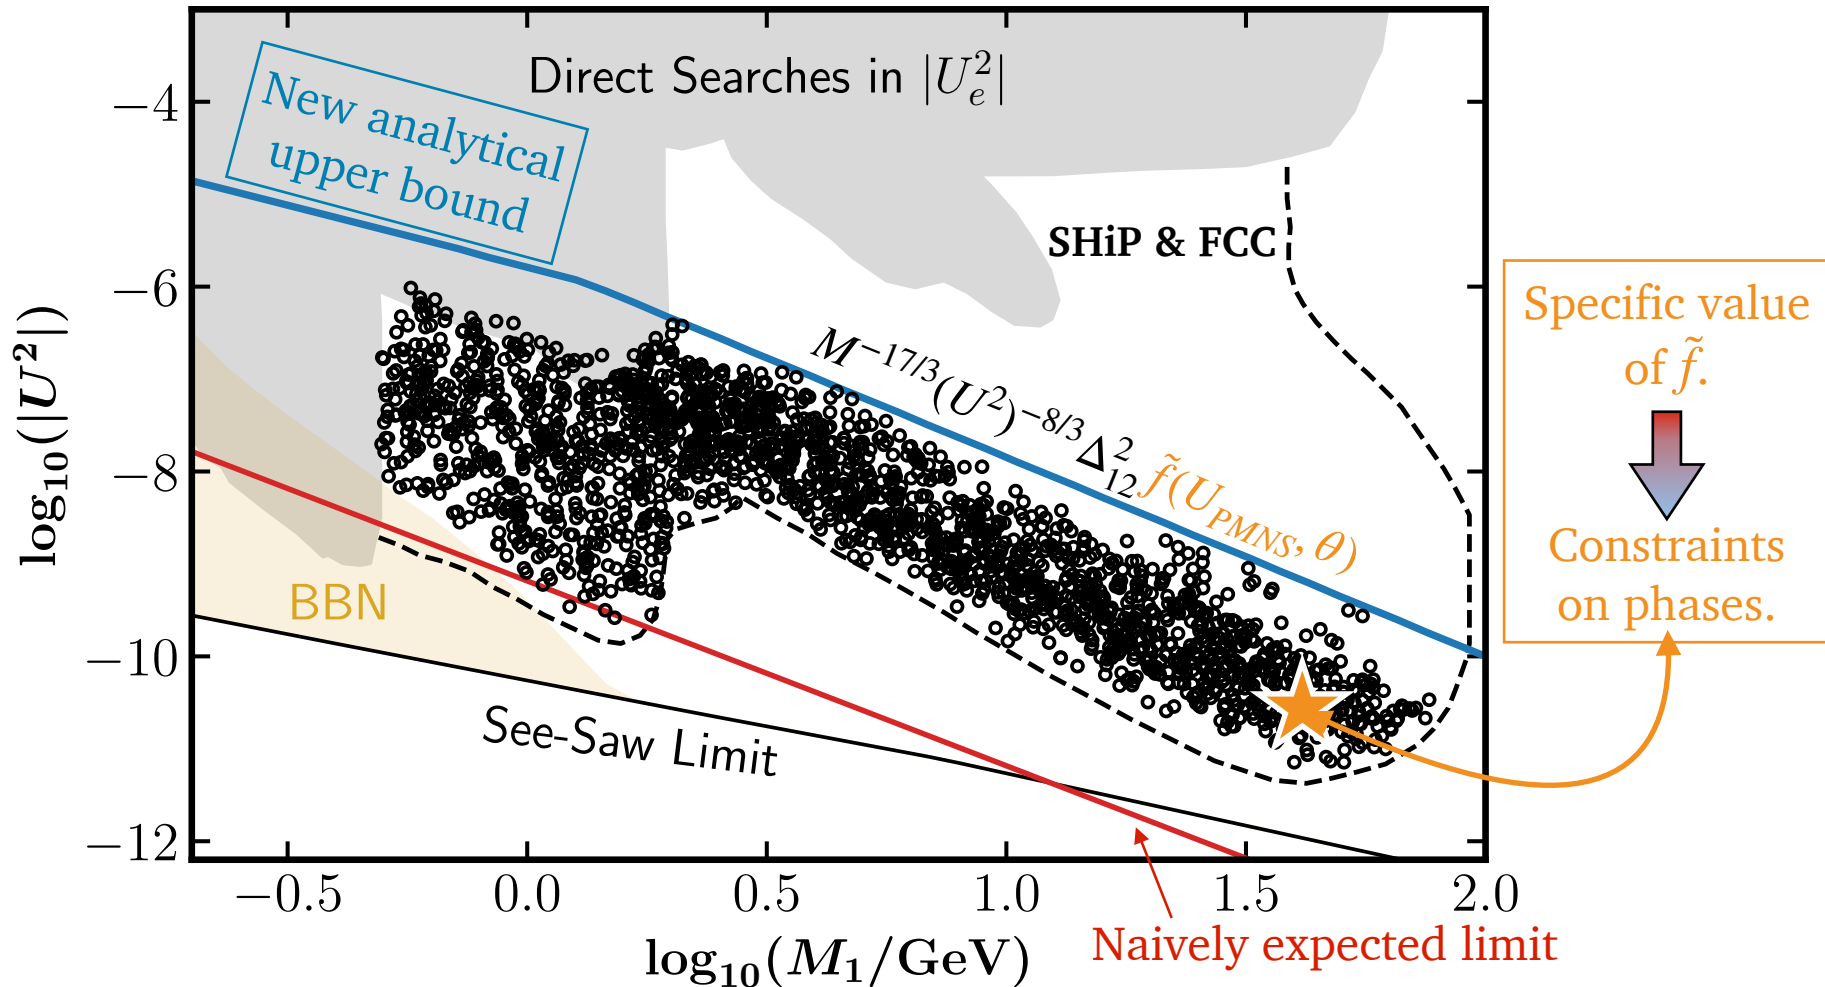 Direct Searches in |U_e^2|
New analytical
upper bound
SHiP & FCC
M^{-17/3}(U^2)^{-8/3}Δ_{12}^2 f̃(U_{PMNS}, θ)
BBN
See-Saw Limit
Specific value
of f̃.
Constraints
on phases.
Naively expected limit
log_{10}(|U^2|)
−4
−6
−8
−10
−12
−0.5 0.0 0.5 1.0 1.5 2.0
log_{10}(M_1/GeV)